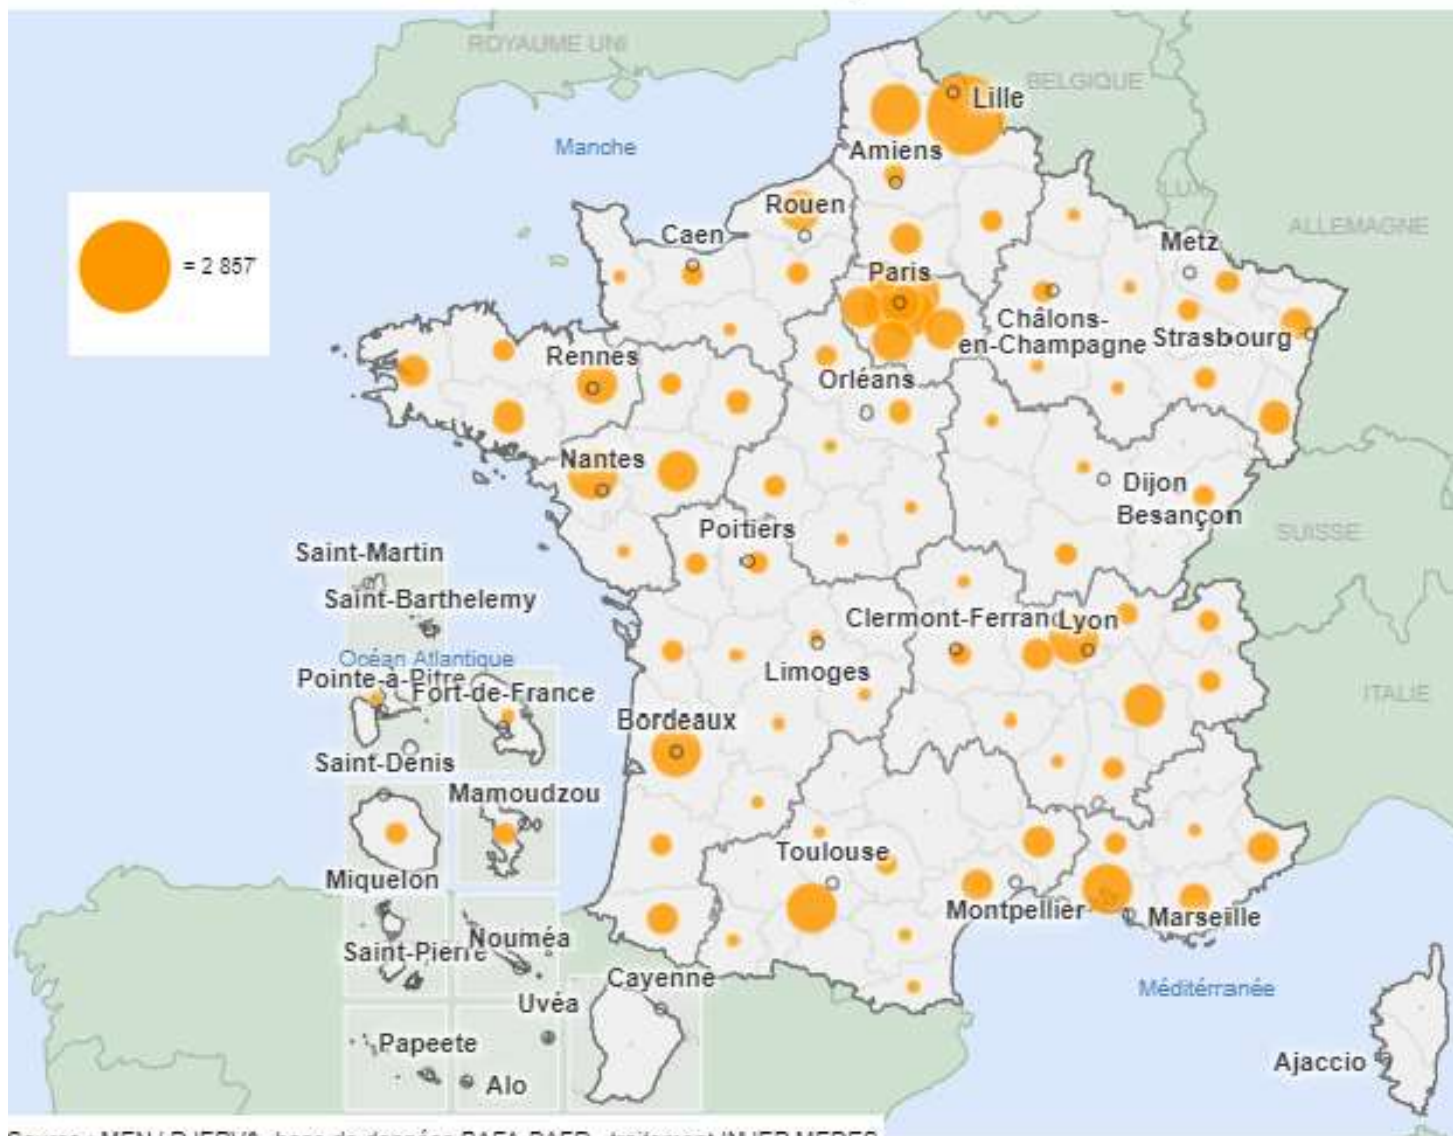 ROYAUME UNI
BELGIQUE
Lille
Manche
Amiens
LUX.
Rouen
ALLEMAGNE
Caen
Metz
= 2 857
Paris
Châlons-
en-Champagne
Strasbourg
Rennes
Orléans
Nantes
Dijon
Besançon
Poitiers
SUISSE
Saint-Martin
Saint-Barthelemy
Clermont-Ferrand
Lyon
Océan Atlantique
Limoges
Pointe-à-Pitre
Fort-de-France
ITALIE
Bordeaux
Saint-Denis
Mamoudzou
Toulouse
Miquelon
Montpellier
Marseille
Nouméa
Saint-Pierre
Cayenne
Méditérranée
Uvéa
Papeete
Ajaccio
Alo